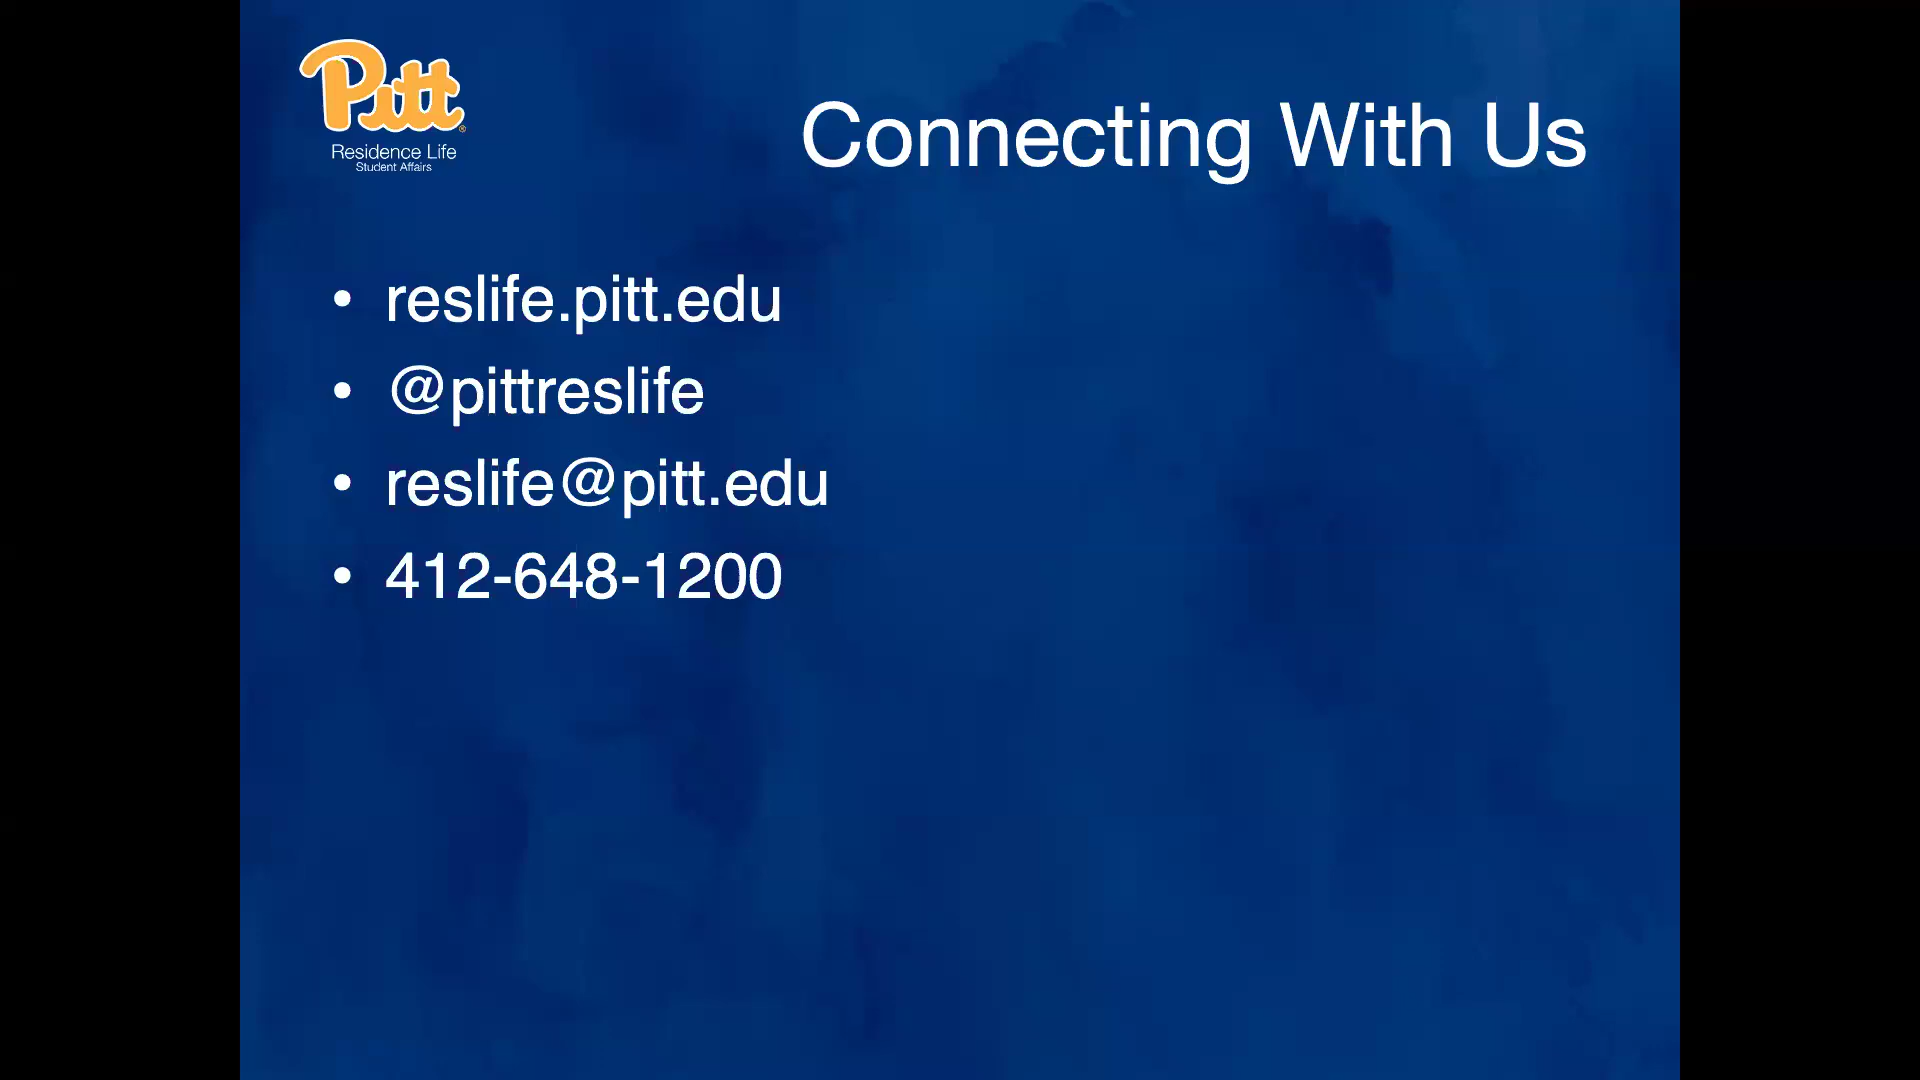 Pitt
Residence Life
Student Affairs
Connecting With Us
• reslife.pitt.edu
• @pittreslife
• reslife@pitt.edu
• 412-648-1200